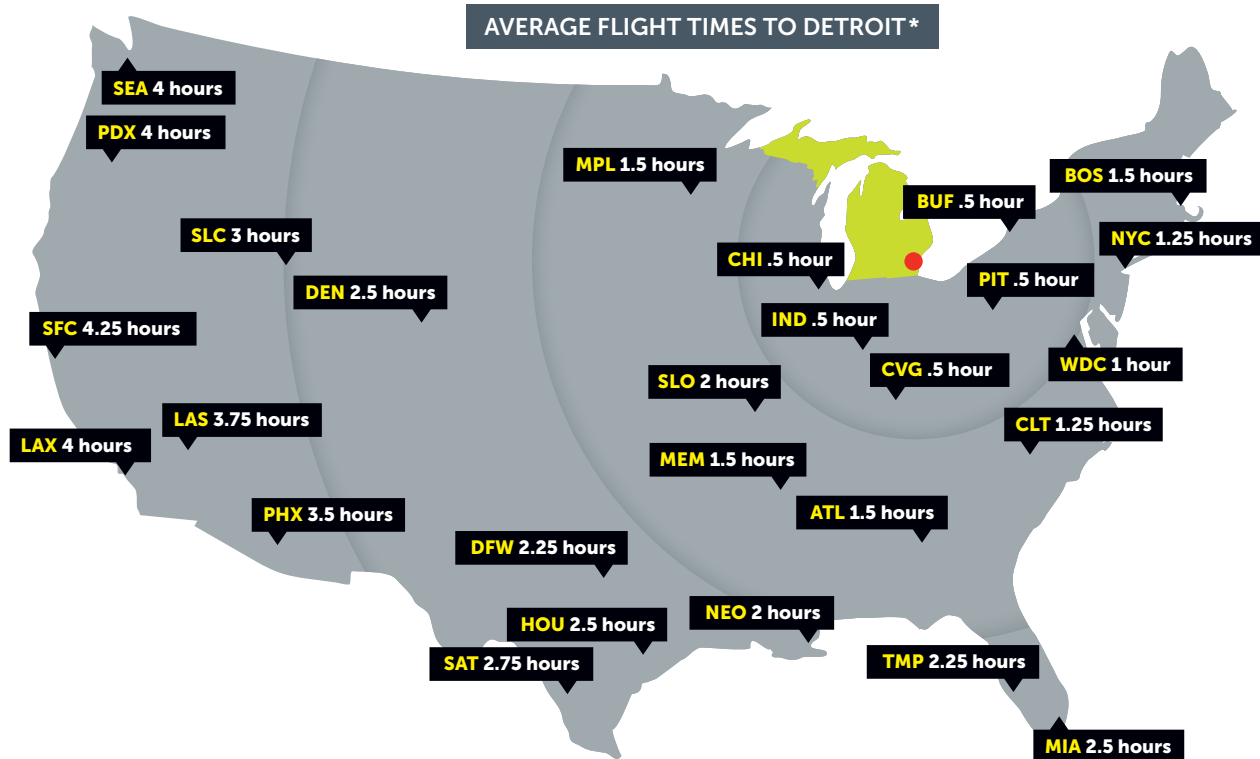 AVERAGE FLIGHT TIMES TO DETROIT*
SEA 4 hours
PDX 4 hours
MPL 1.5 hours
BOS 1.5 hours
BUF .5 hour
SLC 3 hours
NYC 1.25 hours
CHI .5 hour
DEN 2.5 hours
PIT .5 hour
SFC 4.25 hours
IND .5 hour
WDC 1 hour
CVG .5 hour
SLO 2 hours
LAS 3.75 hours
CLT 1.25 hours
LAX 4 hours
MEM 1.5 hours
PHX 3.5 hours
ATL 1.5 hours
DFW 2.25 hours
NEO 2 hours
HOU 2.5 hours
SAT 2.75 hours
TMP 2.25 hours
MIA 2.5 hours